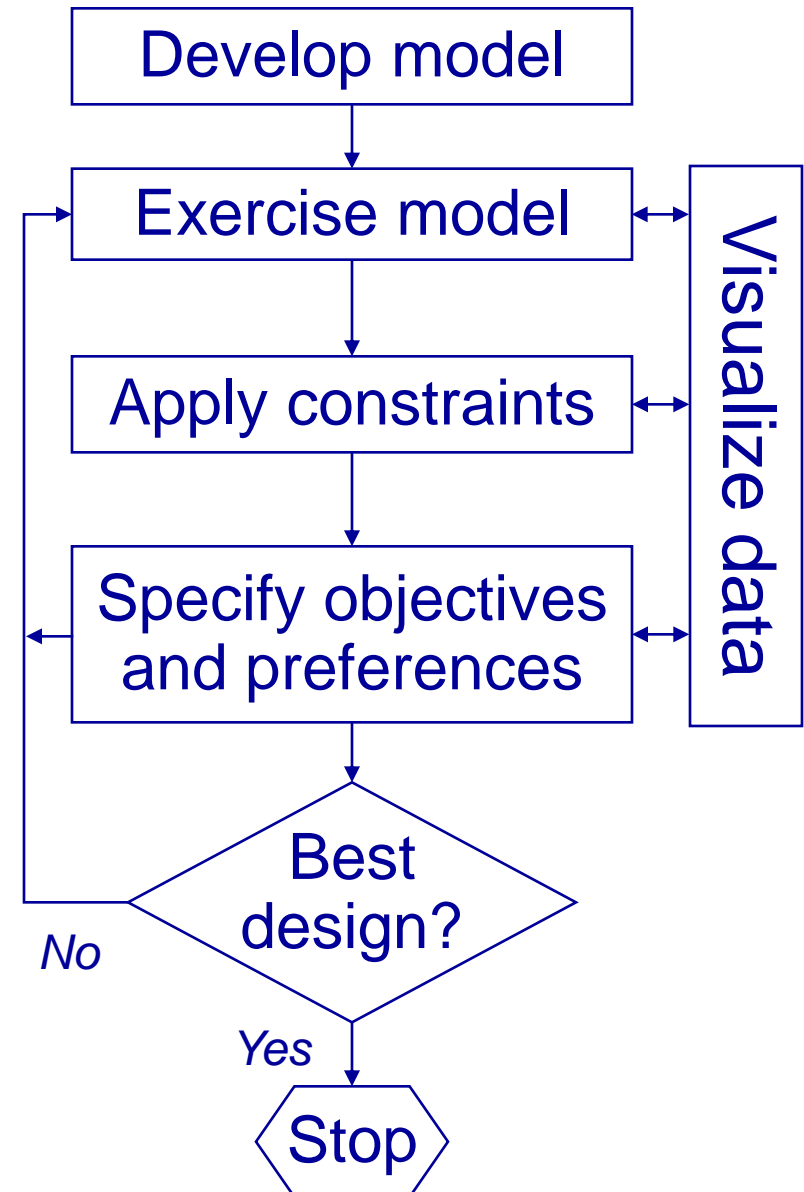 Develop model
Exercise model
Visualize data
Apply constraints
Specify objectives
and preferences
Best
design?
No
Yes
Stop